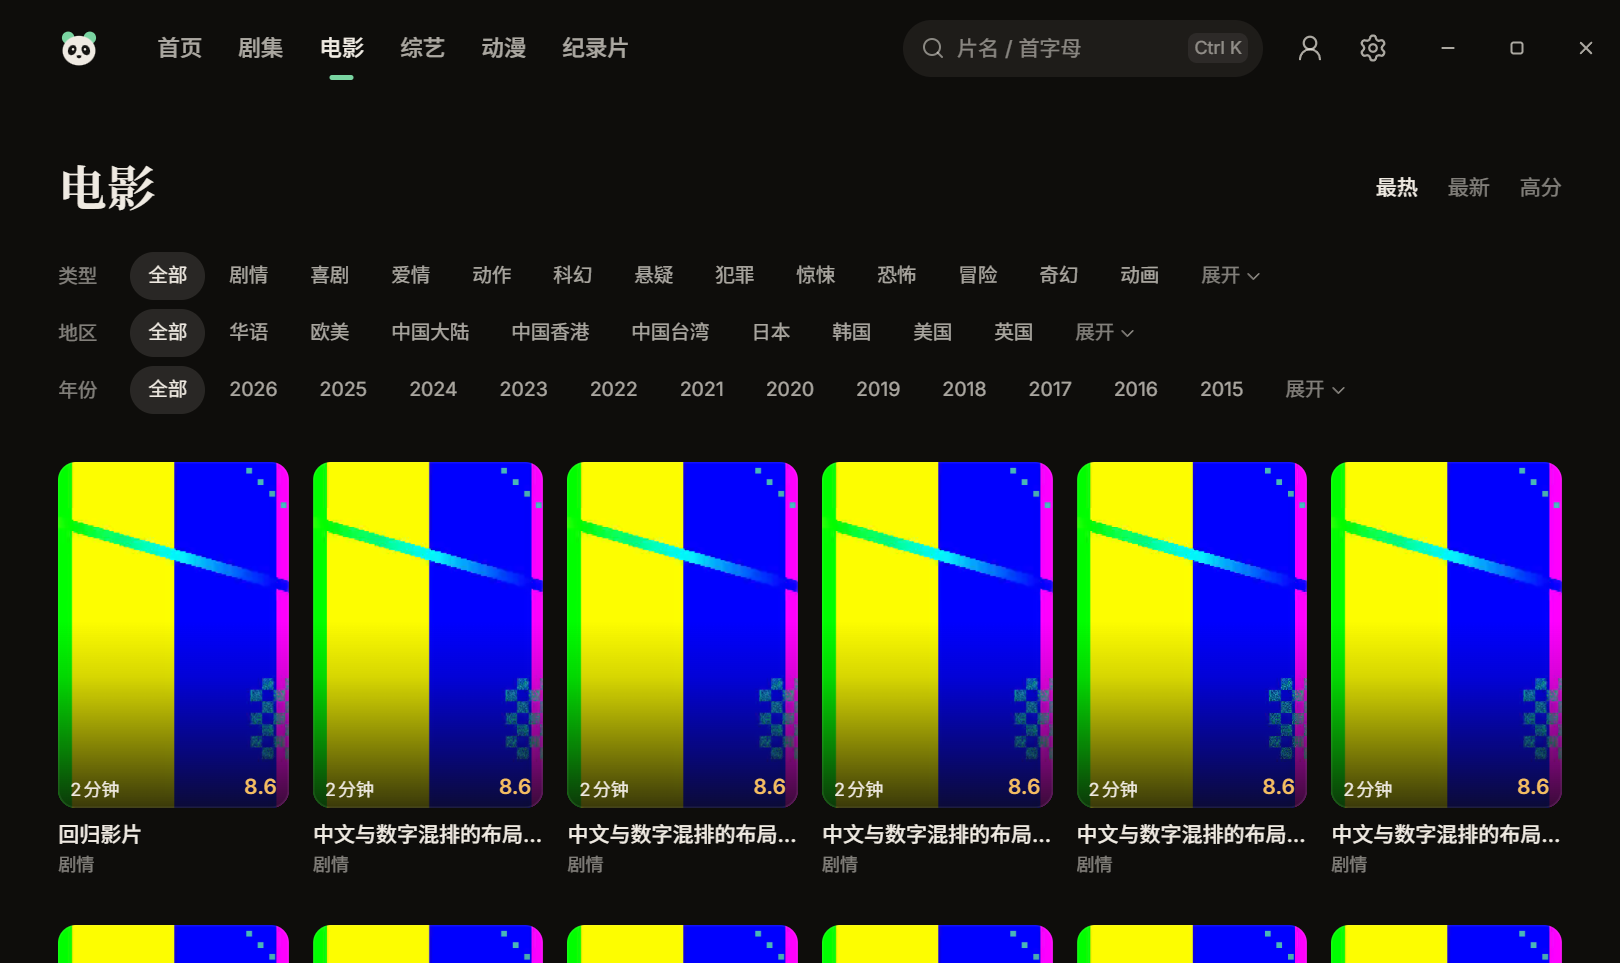 首页 剧集 电影 综艺 动漫 纪录片 片名 / 首字母 Ctrl K
电影 最热 最新 高分
类型 全部 剧情 喜剧 爱情 动作 科幻 悬疑 犯罪 惊悚 恐怖 冒险 奇幻 动画 展开
地区 全部 华语 欧美 中国大陆 中国香港 中国台湾 日本 韩国 美国 英国 展开
年份 全部 2026 2025 2024 2023 2022 2021 2020 2019 2018 2017 2016 2015 展开
2分钟 8.6 2分钟 8.6 2分钟 8.6 2分钟 8.6 2分钟 8.6 2分钟 8.6
回归影片 中文与数字混排的布局... 中文与数字混排的布局... 中文与数字混排的布局... 中文与数字混排的布局... 中文与数字混排的布局...
剧情 剧情 剧情 剧情 剧情 剧情